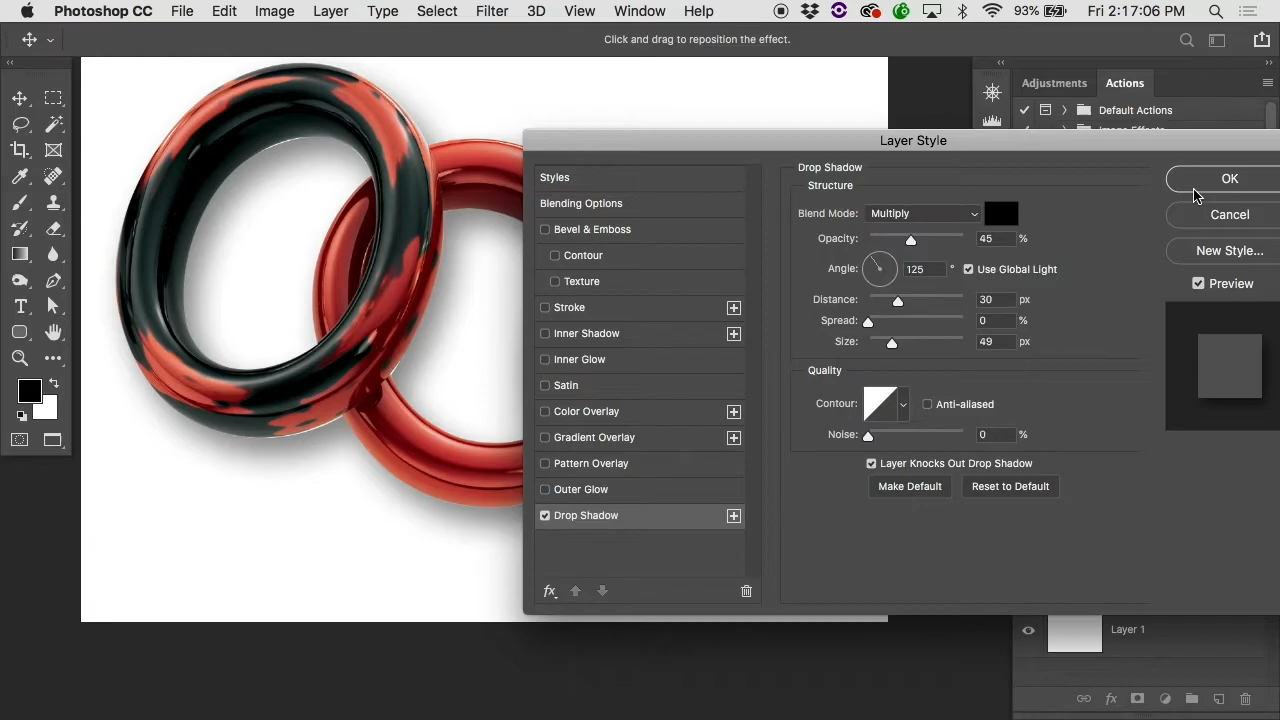 Photoshop CC File Edit Image Layer Type Select Filter 3D View Window Help 93% Fri 2:17:06 PM
Click and drag to reposition the effect.
Adjustments Actions
Default Actions
Layer Style
Styles
Blending Options
Bevel & Emboss
Contour
Texture
Stroke
Inner Shadow
Inner Glow
Satin
Color Overlay
Gradient Overlay
Pattern Overlay
Outer Glow
Drop Shadow
fx
Drop Shadow
Structure
Blend Mode: Multiply
Opacity: 45 %
Angle: 125 ° Use Global Light
Distance: 30 px
Spread: 0 %
Size: 49 px
Quality
Contour: Anti-aliased
Noise: 0 %
Layer Knocks Out Drop Shadow
Make Default Reset to Default
OK
Cancel
New Style...
Preview
Layer 1
fx